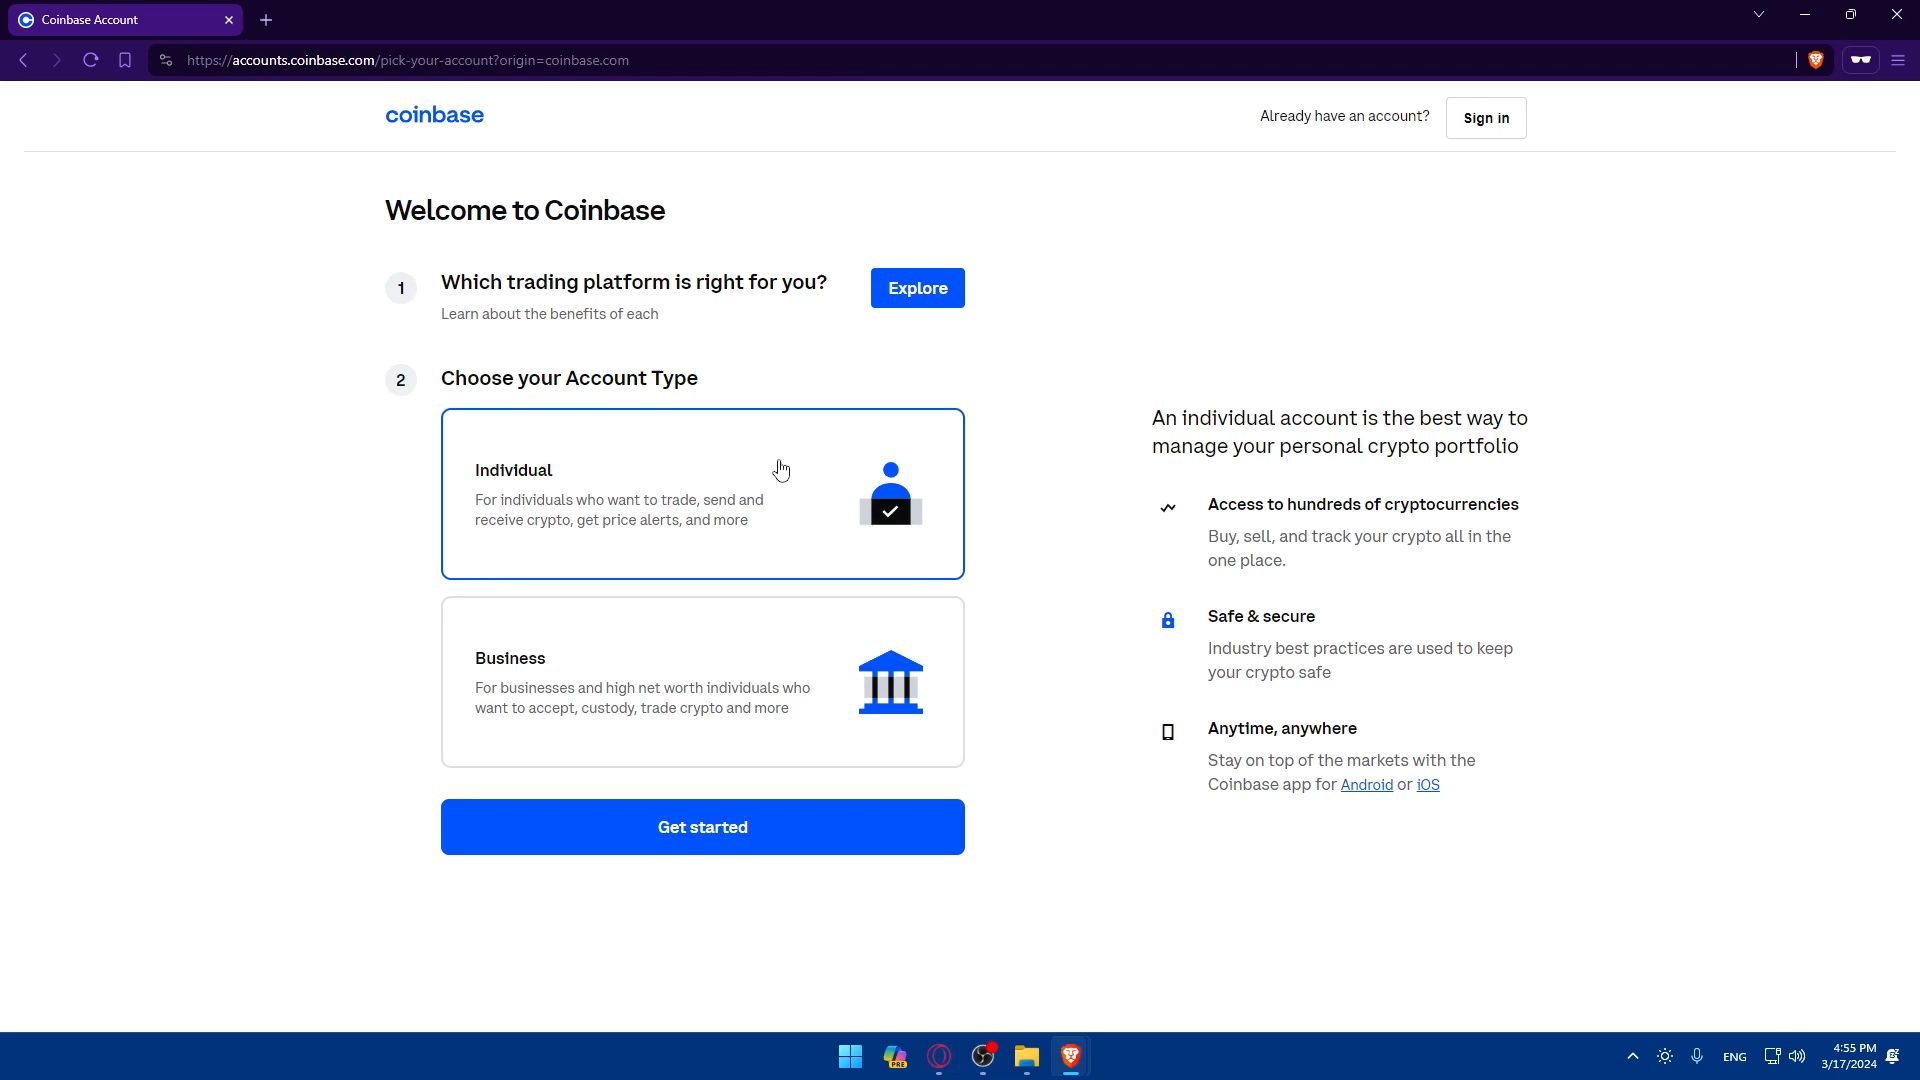 Coinbase Account
https://accounts.coinbase.com/pick-your-account?origin=coinbase.com
coinbase
Already have an account?
Sign in
Welcome to Coinbase
1
Which trading platform is right for you?
Explore
Learn about the benefits of each
2
Choose your Account Type
Individual
For individuals who want to trade, send and
receive crypto, get price alerts, and more
Business
For businesses and high net worth individuals who
want to accept, custody, trade crypto and more
Get started
An individual account is the best way to
manage your personal crypto portfolio
Access to hundreds of cryptocurrencies
Buy, sell, and track your crypto all in the
one place.
Safe & secure
Industry best practices are used to keep
your crypto safe
Anytime, anywhere
Stay on top of the markets with the
Coinbase app for Android or iOS
PRE
ENG
4:55 PM
3/17/2024